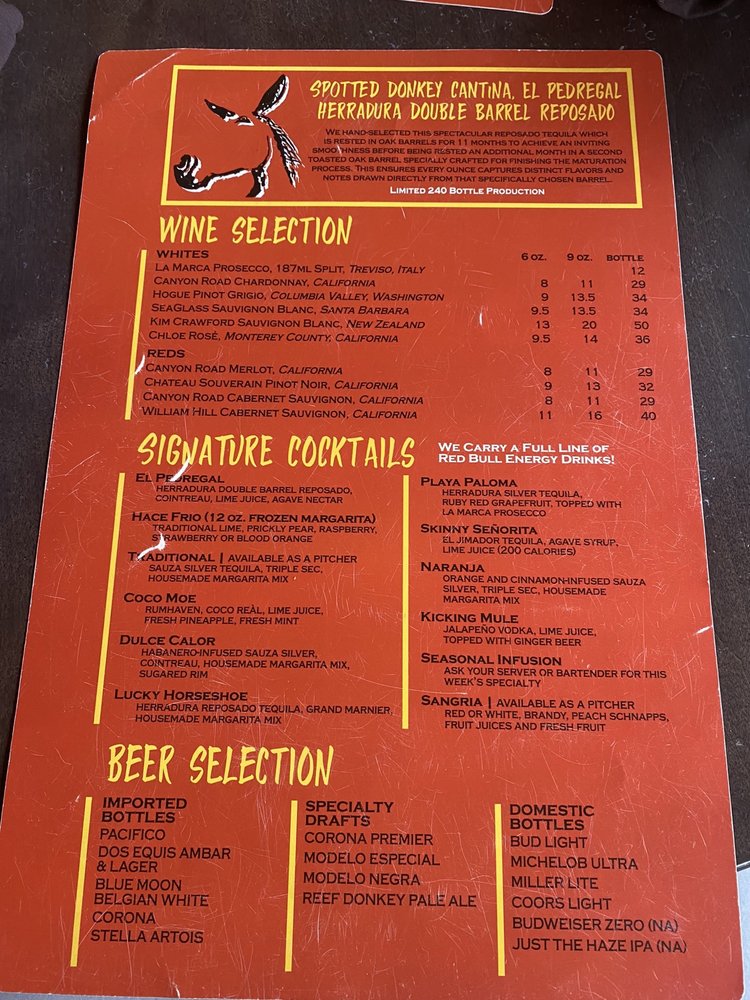 SPOTTED DONKEY CANTINA, EL PEDREGAL
HERRADURA DOUBLE BARREL REPOSADO
WE HAND-SELECTED THIS SPECTACULAR REPOSADO TEQUILA WHICH
IS RESTED IN OAK BARRELS FOR 11 MONTHS TO ACHIEVE AN INVITING
SMOOTHNESS BEFORE BEING RESTED AN ADDITIONAL MONTH IN A SECOND
TOASTED OAK BARREL SPECIALLY CRAFTED FOR FINISHING THE MATURATION
PROCESS. THIS ENSURES EVERY OUNCE CAPTURES DISTINCT FLAVORS AND
NOTES DRAWN DIRECTLY FROM THAT SPECIFICALLY CHOSEN BARREL.
LIMITED 240 BOTTLE PRODUCTION
WINE SELECTION
WHITES 6 OZ. 9 OZ. BOTTLE
LA MARCA PROSECCO, 187ML SPLIT, TREVISO, ITALY 12
CANYON ROAD CHARDONNAY, CALIFORNIA 8 11 29
HOGUE PINOT GRIGIO, COLUMBIA VALLEY, WASHINGTON 9 13.5 34
SEAGLASS SAUVIGNON BLANC, SANTA BARBARA 9.5 13.5 34
KIM CRAWFORD SAUVIGNON BLANC, NEW ZEALAND 13 20 50
CHLOE ROSÉ, MONTEREY COUNTY, CALIFORNIA 9.5 14 36
REDS
CANYON ROAD MERLOT, CALIFORNIA 8 11 29
CHATEAU SOUVERAIN PINOT NOIR, CALIFORNIA 9 13 32
CANYON ROAD CABERNET SAUVIGNON, CALIFORNIA 8 11 29
WILLIAM HILL CABERNET SAUVIGNON, CALIFORNIA 11 16 40
SIGNATURE COCKTAILS
WE CARRY A FULL LINE OF
RED BULL ENERGY DRINKS!
EL PEDREGAL
HERRADURA DOUBLE BARREL REPOSADO,
COINTREAU, LIME JUICE, AGAVE NECTAR
HACE FRIO (12 OZ. FROZEN MARGARITA)
TRADITIONAL LIME, PRICKLY PEAR, RASPBERRY,
STRAWBERRY OR BLOOD ORANGE
TRADITIONAL | AVAILABLE AS A PITCHER
SAUZA SILVER TEQUILA, TRIPLE SEC,
HOUSEMADE MARGARITA MIX
COCO MOE
RUMHAVEN, COCO REÀL, LIME JUICE,
FRESH PINEAPPLE, FRESH MINT
DULCE CALOR
HABANERO-INFUSED SAUZA SILVER,
COINTREAU, HOUSEMADE MARGARITA MIX,
SUGARED RIM
LUCKY HORSESHOE
HERRADURA REPOSADO TEQUILA, GRAND MARNIER,
HOUSEMADE MARGARITA MIX
PLAYA PALOMA
HERRADURA SILVER TEQUILA,
RUBY RED GRAPEFRUIT, TOPPED WITH
LA MARCA PROSECCO
SKINNY SEÑORITA
EL JIMADOR TEQUILA, AGAVE SYRUP,
LIME JUICE (200 CALORIES)
NARANJA
ORANGE AND CINNAMON-INFUSED SAUZA
SILVER, TRIPLE SEC, HOUSEMADE
MARGARITA MIX
KICKING MULE
JALAPEÑO VODKA, LIME JUICE,
TOPPED WITH GINGER BEER
SEASONAL INFUSION
ASK YOUR SERVER OR BARTENDER FOR THIS
WEEK'S SPECIALTY
SANGRIA | AVAILABLE AS A PITCHER
RED OR WHITE, BRANDY, PEACH SCHNAPPS,
FRUIT JUICES AND FRESH FRUIT
BEER SELECTION
IMPORTED
BOTTLES
PACIFICO
DOS EQUIS AMBAR
& LAGER
BLUE MOON
BELGIAN WHITE
CORONA
STELLA ARTOIS
SPECIALTY
DRAFTS
CORONA PREMIER
MODELO ESPECIAL
MODELO NEGRA
REEF DONKEY PALE ALE
DOMESTIC
BOTTLES
BUD LIGHT
MICHELOB ULTRA
MILLER LITE
COORS LIGHT
BUDWEISER ZERO (NA)
JUST THE HAZE IPA (NA)